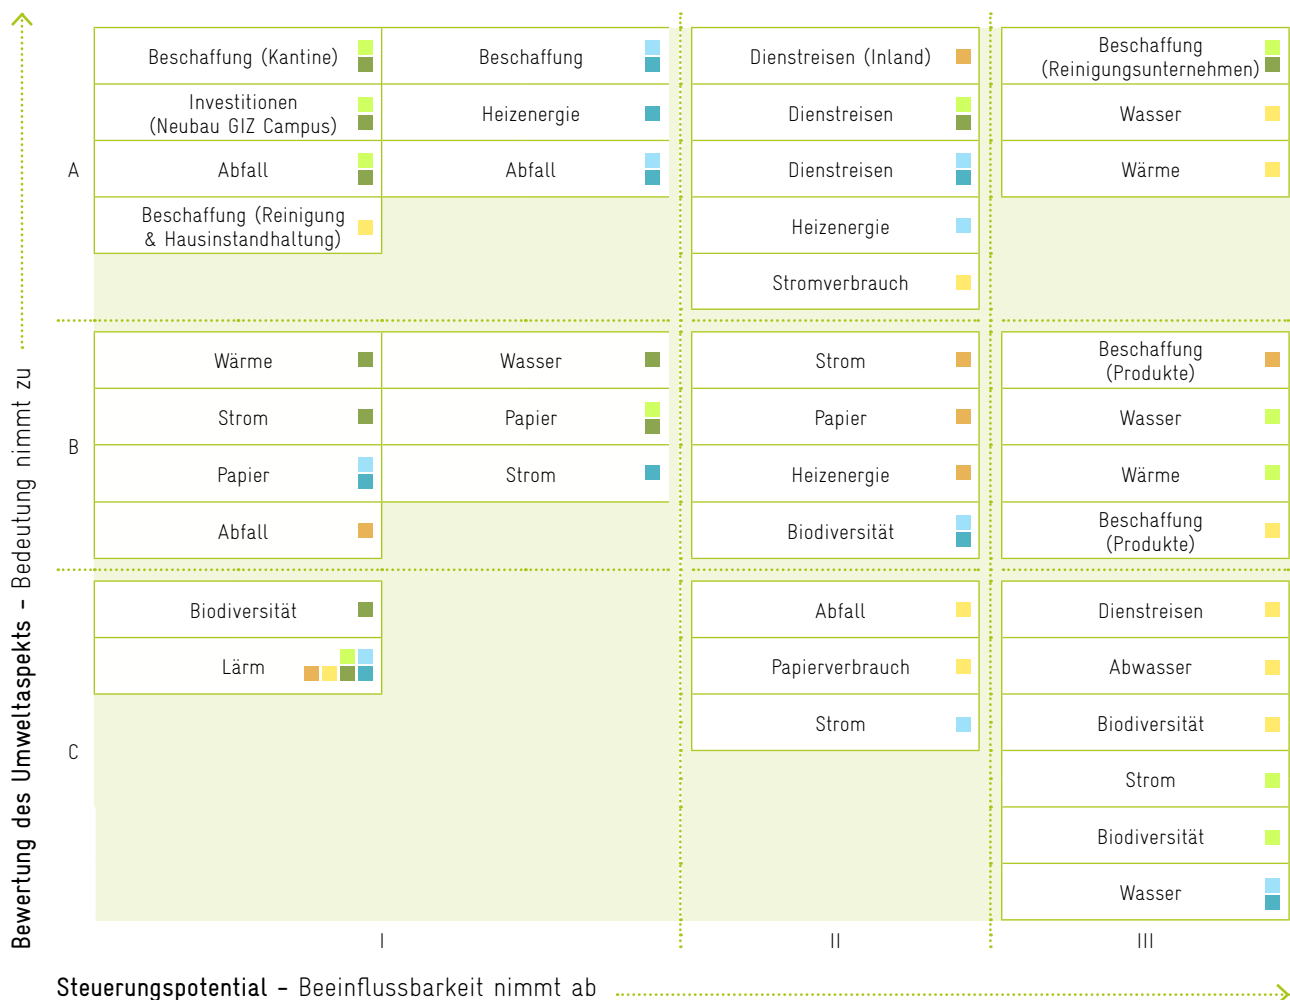 Beschaffung (Kantine)
Beschaffung
Dienstreisen (Inland)
Beschaffung
(Reinigungsunternehmen)
Investitionen
(Neubau GIZ Campus)
Heizenergie
Dienstreisen
Wasser
A
Abfall
Abfall
Dienstreisen
Wärme
Beschaffung (Reinigung
& Hausinstandhaltung)
Heizenergie
Stromverbrauch
Wärme
Wasser
Strom
Beschaffung
(Produkte)
Strom
Papier
Papier
Wasser
B
Papier
Strom
Heizenergie
Wärme
Abfall
Biodiversität
Beschaffung
(Produkte)
Biodiversität
Abfall
Dienstreisen
Lärm
Papierverbrauch
Abwasser
C
Strom
Biodiversität
Strom
Biodiversität
Wasser
I
II
III
Bewertung des Umweltaspekts – Bedeutung nimmt zu
Steuerungspotential – Beeinflussbarkeit nimmt ab